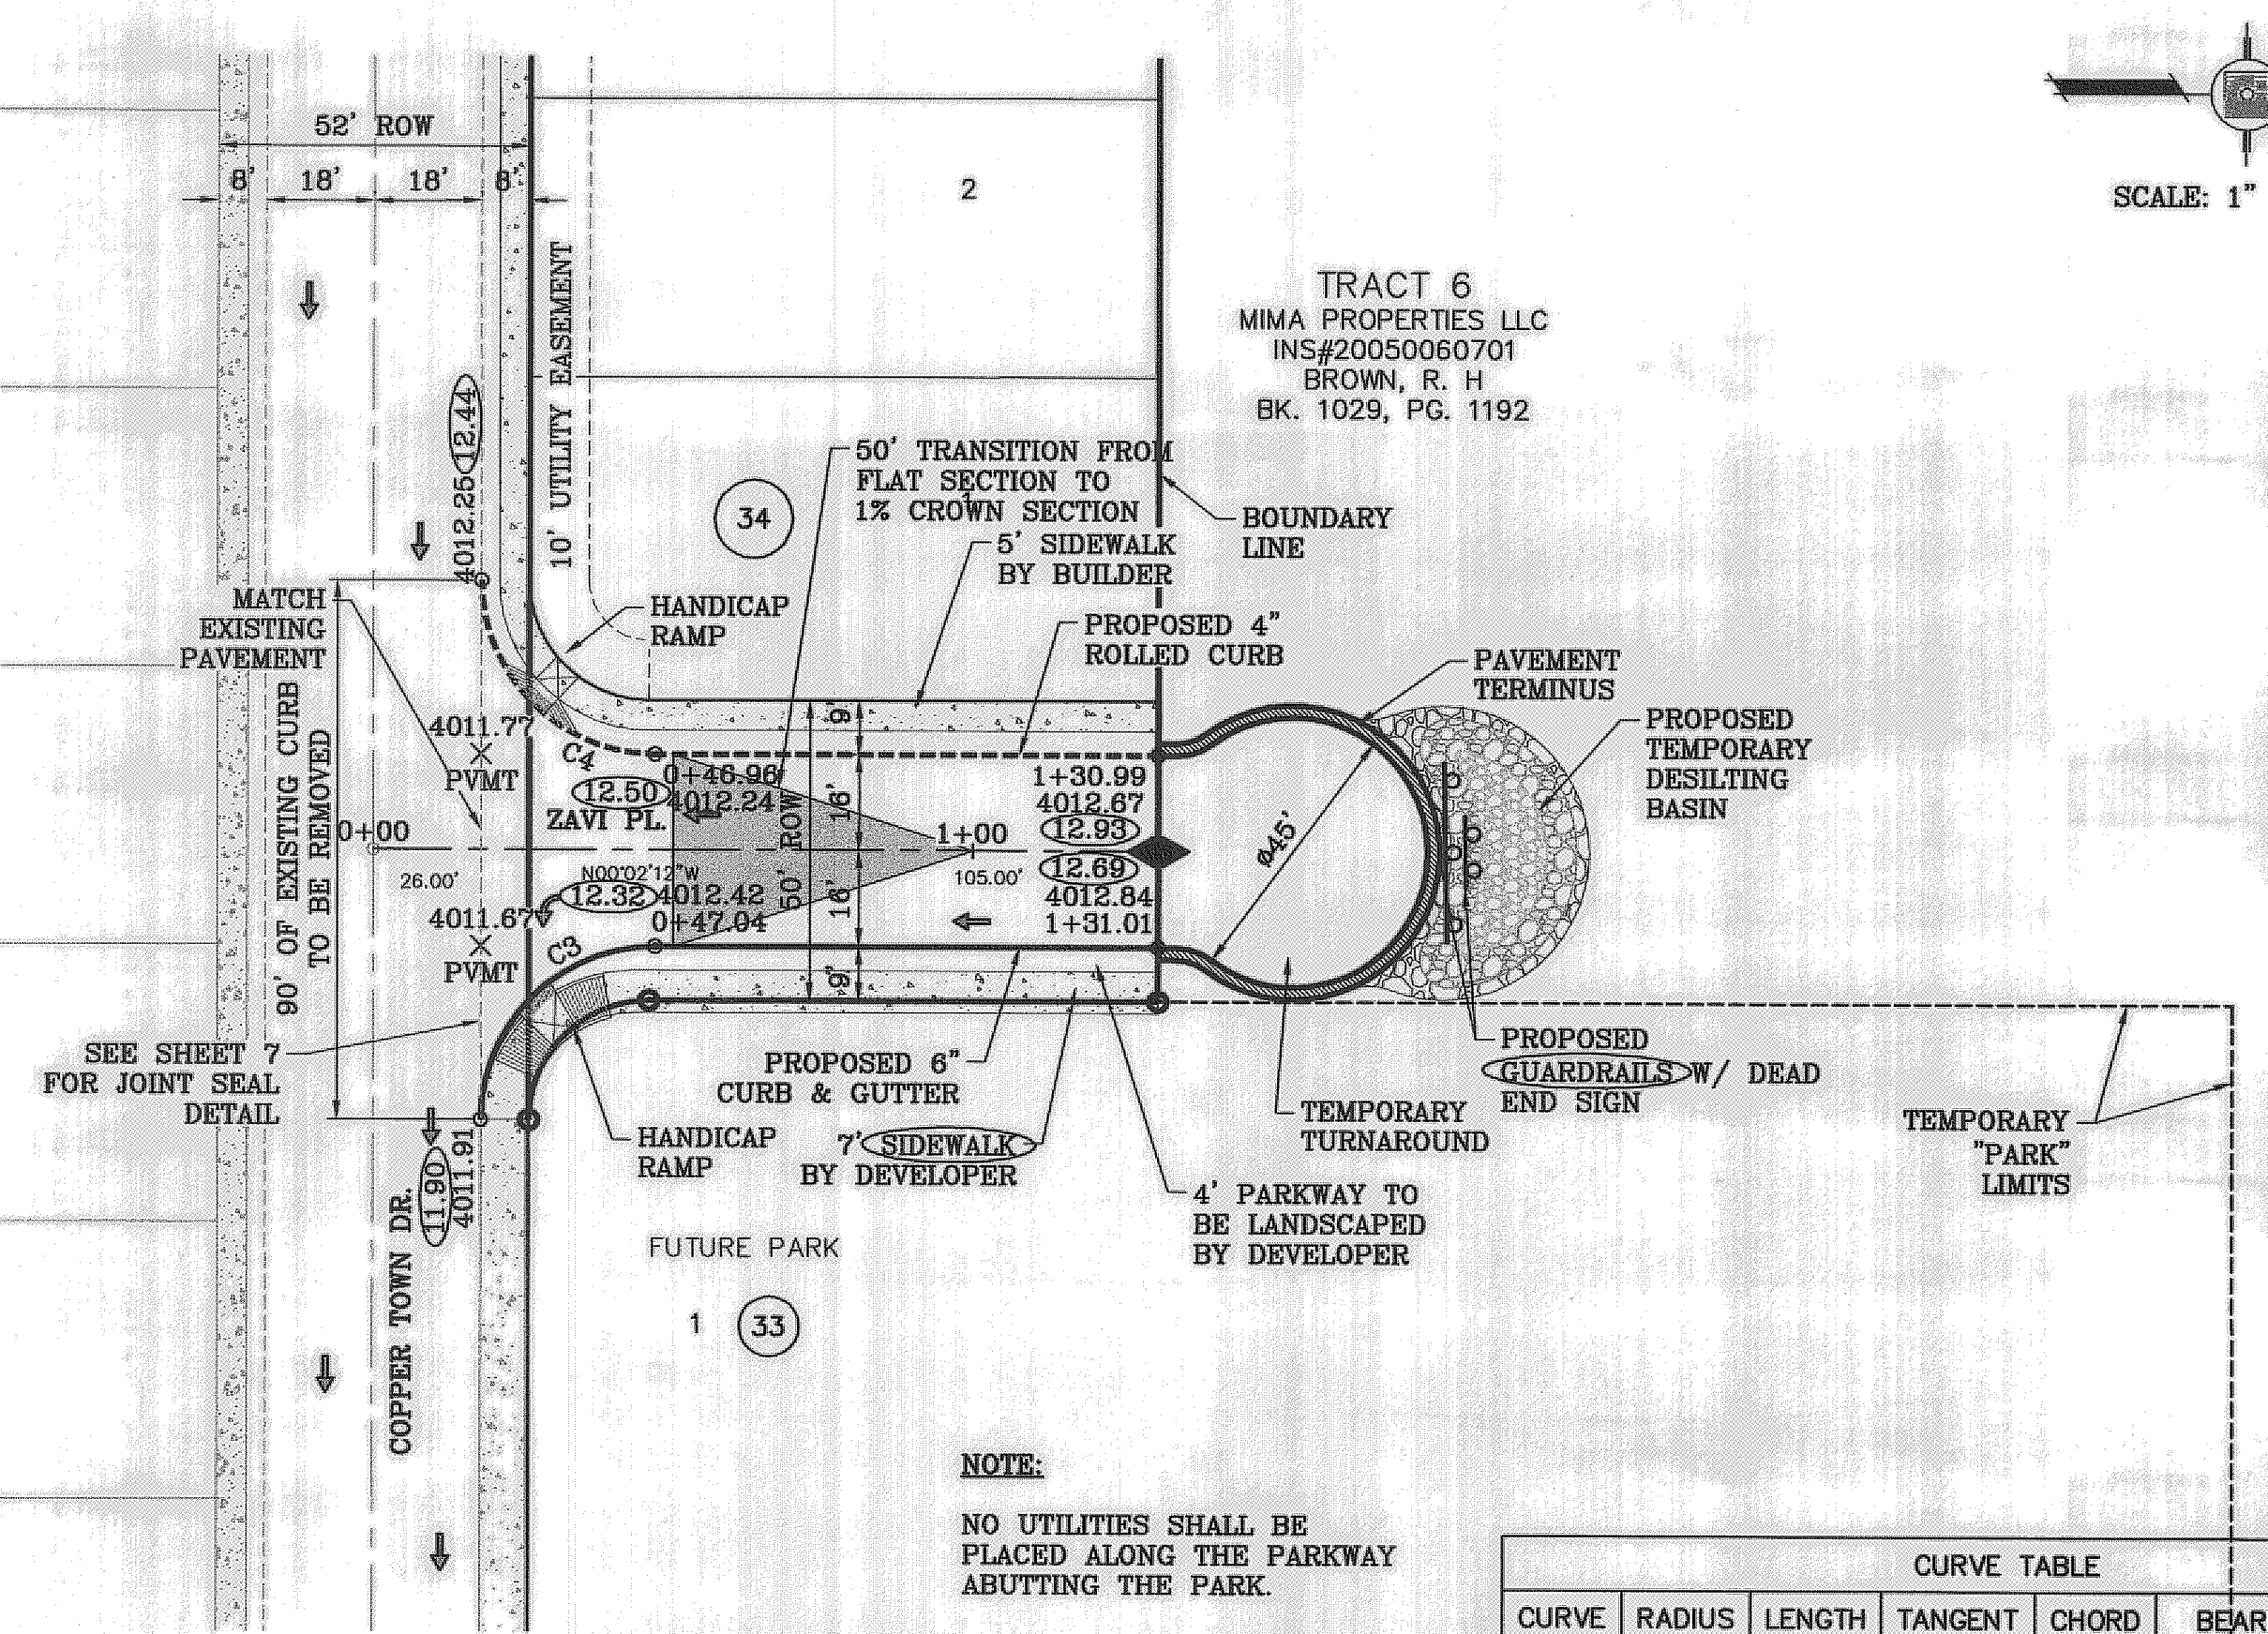 52' ROW
8' 18' 18' 8'
2
SCALE: 1"
10' UTILITY EASEMENT
TRACT 6
MIMA PROPERTIES LLC
INS#20050060701
BROWN, R. H
BK. 1029, PG. 1192
4012.25 12.44
50' TRANSITION FROM
FLAT SECTION TO
1% CROWN SECTION
1
34
BOUNDARY
LINE
5' SIDEWALK
BY BUILDER
MATCH
EXISTING
PAVEMENT
HANDICAP
RAMP
PROPOSED 4"
ROLLED CURB
PAVEMENT
TERMINUS
PROPOSED
TEMPORARY
DESILTING
BASIN
90' OF EXISTING CURB
TO BE REMOVED
4011.77
PVMT
C4
9'
0+46.96
12.50 4012.24
ZAVI PL.
50' ROW
16'
1+30.99
4012.67
12.93
0+00
1+00
Ø45'
26.00'
N00°02'12"W
105.00'
12.69
12.32 4012.42
0+47.04
16'
4012.84
1+31.01
4011.67
PVMT
C3
9'
SEE SHEET 7
FOR JOINT SEAL
DETAIL
PROPOSED 6"
CURB & GUTTER
PROPOSED
GUARDRAILS W/ DEAD
END SIGN
HANDICAP
RAMP
7' SIDEWALK
BY DEVELOPER
TEMPORARY
TURNAROUND
TEMPORARY
"PARK"
LIMITS
11.90
4011.91
4' PARKWAY TO
BE LANDSCAPED
BY DEVELOPER
COPPER TOWN DR.
FUTURE PARK
1 33
NOTE:
NO UTILITIES SHALL BE
PLACED ALONG THE PARKWAY
ABUTTING THE PARK.
CURVE TABLE
CURVE RADIUS LENGTH TANGENT CHORD BEAR